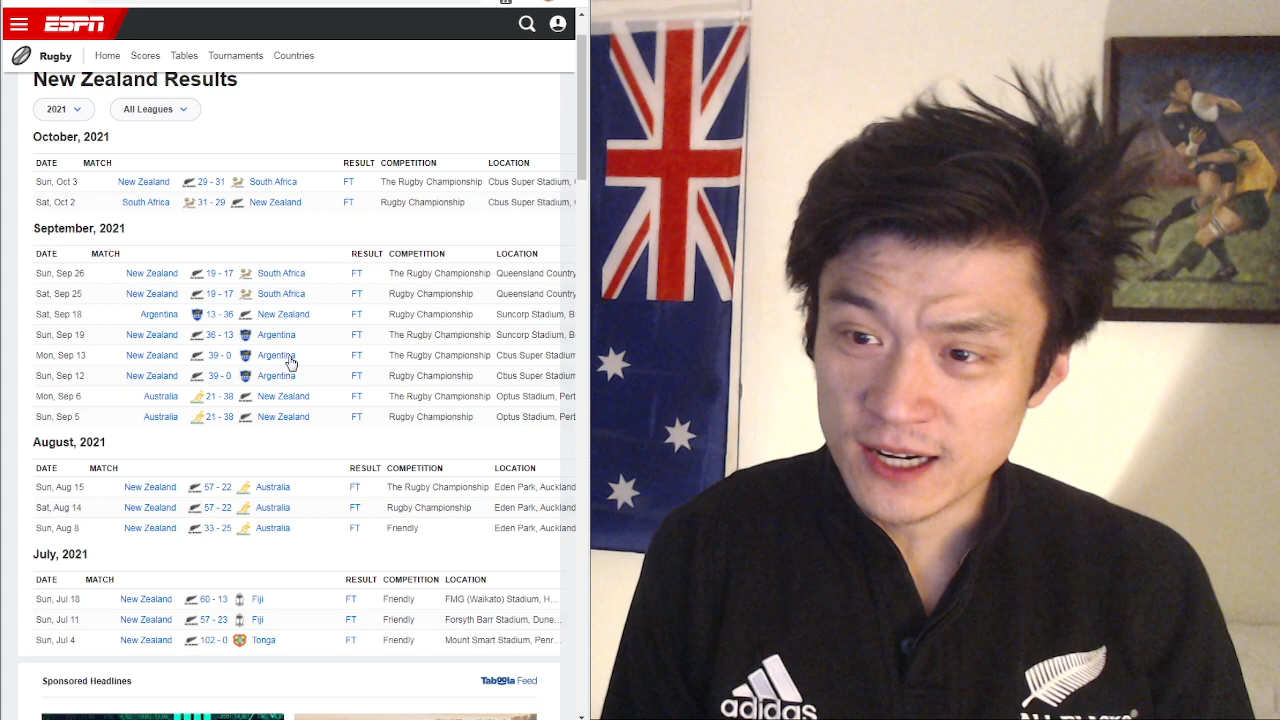 ESPN
Rugby Home Scores Tables Tournaments Countries
New Zealand Results
2021 All Leagues
October, 2021
DATE MATCH RESULT COMPETITION LOCATION
Sun, Oct 3 New Zealand 29 - 31 South Africa FT The Rugby Championship Cbus Super Stadium,
Sat, Oct 2 South Africa 31 - 29 New Zealand FT Rugby Championship Cbus Super Stadium,
September, 2021
DATE MATCH RESULT COMPETITION LOCATION
Sun, Sep 26 New Zealand 19 - 17 South Africa FT The Rugby Championship Queensland Country
Sat, Sep 25 New Zealand 19 - 17 South Africa FT Rugby Championship Queensland Country
Sat, Sep 18 Argentina 13 - 36 New Zealand FT Rugby Championship Suncorp Stadium, B
Sun, Sep 19 New Zealand 36 - 13 Argentina FT The Rugby Championship Suncorp Stadium, B
Mon, Sep 13 New Zealand 39 - 0 Argentina FT The Rugby Championship Cbus Super Stadium
Sun, Sep 12 New Zealand 39 - 0 Argentina FT Rugby Championship Cbus Super Stadium
Mon, Sep 6 Australia 21 - 38 New Zealand FT The Rugby Championship Optus Stadium, Pert
Sun, Sep 5 Australia 21 - 38 New Zealand FT Rugby Championship Optus Stadium, Pert
August, 2021
DATE MATCH RESULT COMPETITION LOCATION
Sun, Aug 15 New Zealand 57 - 22 Australia FT The Rugby Championship Eden Park, Auckland
Sat, Aug 14 New Zealand 57 - 22 Australia FT Rugby Championship Eden Park, Auckland
Sun, Aug 8 New Zealand 33 - 25 Australia FT Friendly Eden Park, Auckland
July, 2021
DATE MATCH RESULT COMPETITION LOCATION
Sun, Jul 18 New Zealand 60 - 13 Fiji FT Friendly FMG (Waikato) Stadium, H...
Sun, Jul 11 New Zealand 57 - 23 Fiji FT Friendly Forsyth Barr Stadium, Dune...
Sun, Jul 4 New Zealand 102 - 0 Tonga FT Friendly Mount Smart Stadium, Penr...
Sponsored Headlines Taboola Feed
adidas
ALL BLACKS